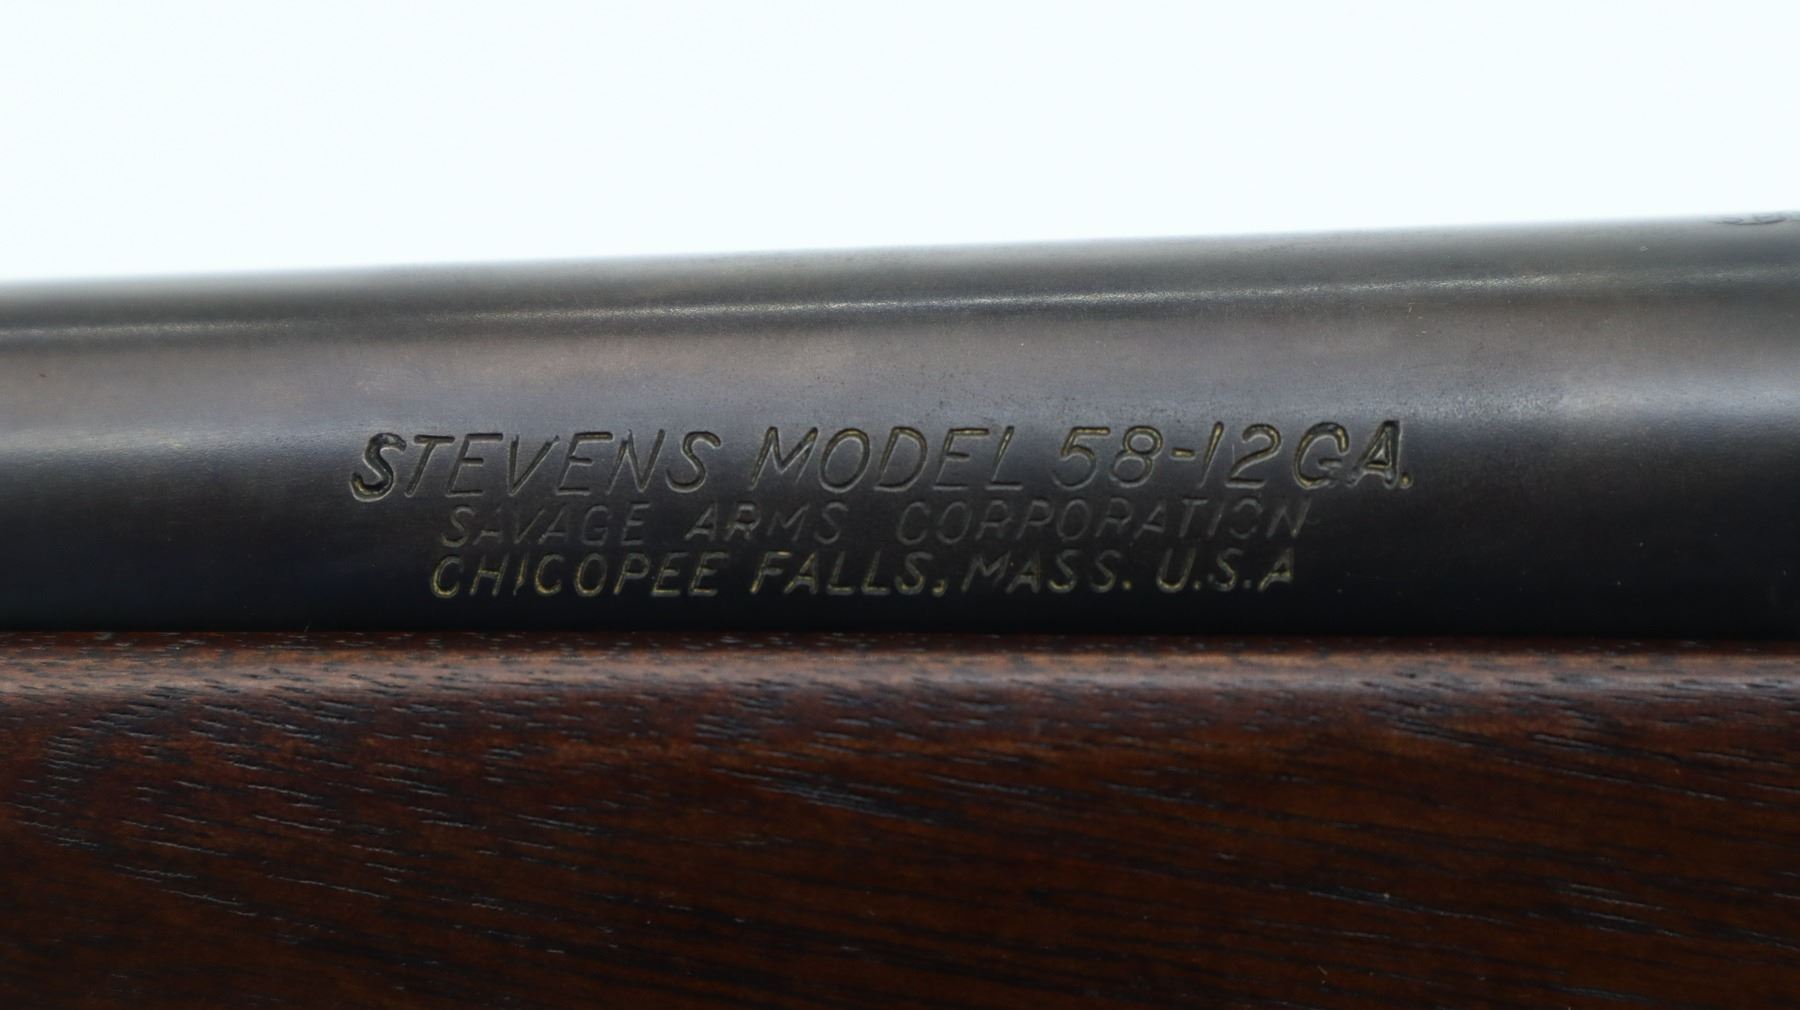 STEVENS MODEL 58-12GA.
SAVAGE ARMS CORPORATION
CHICOPEE FALLS, MASS. U.S.A